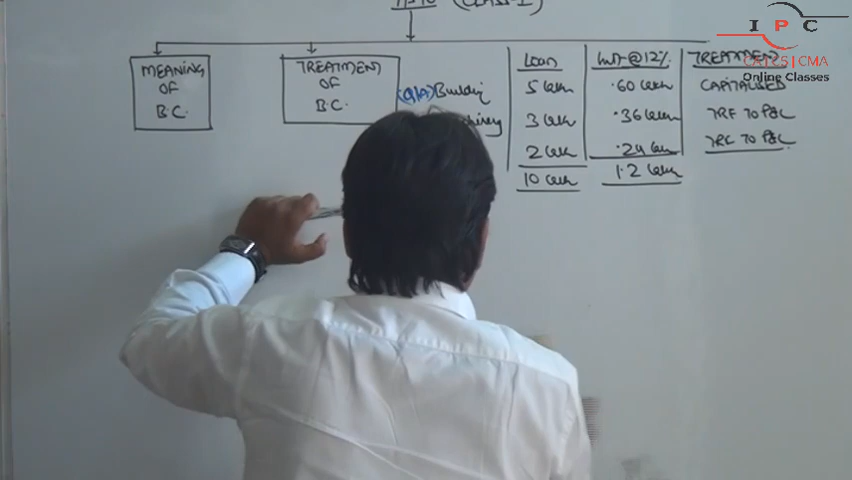 (CLASS-I)
IPC
CA|CS|CMA
Online Classes
MEANING
OF
B.C.
TREATMENT
OF
B.C.
Loan Int @12% TREATMENT
(Q/A) Building 5 Lakh .60 Lakh CAPITALISED
3 Lakh .36 Lakh TRF TO P&L
2 Lakh .24 Lakh TRF TO P&L
10 Lakh 1.2 Lakh